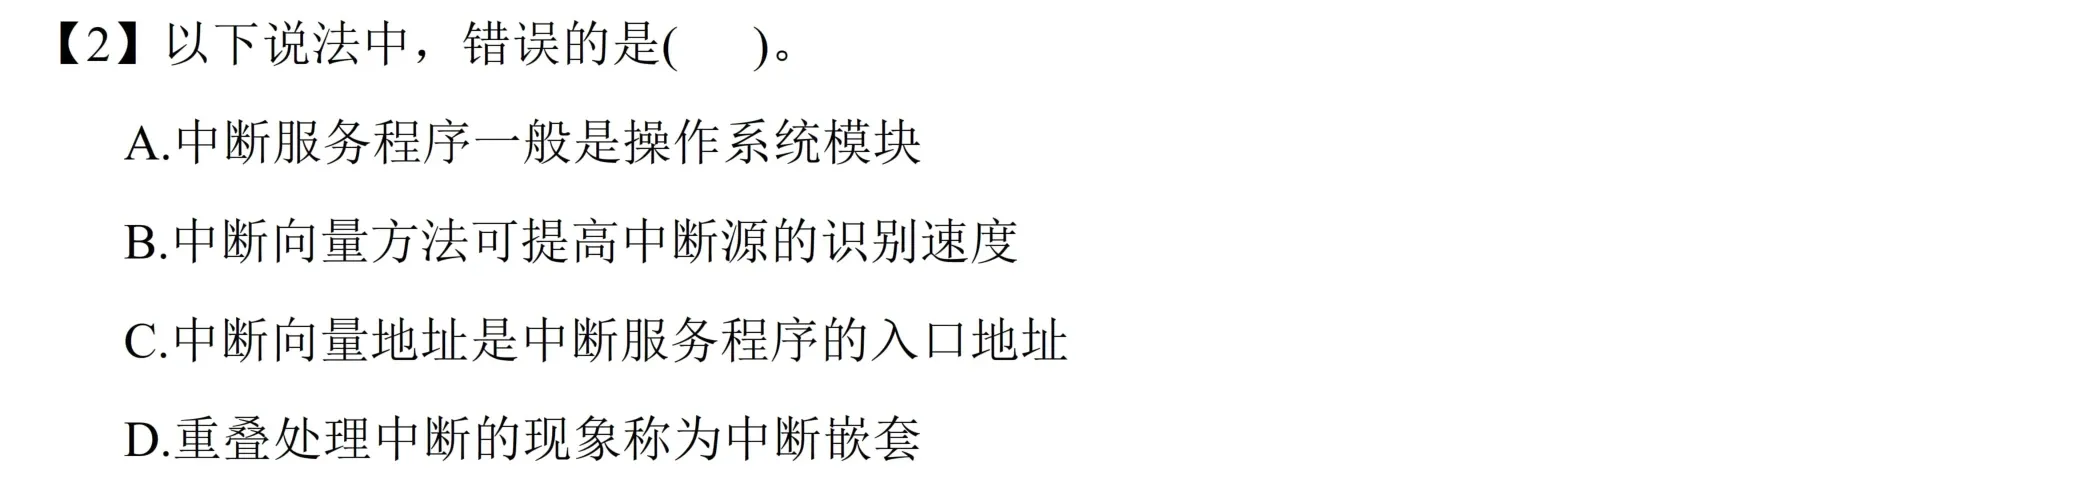 【2】以下说法中，错误的是(    )。
A.中断服务程序一般是操作系统模块
B.中断向量方法可提高中断源的识别速度
C.中断向量地址是中断服务程序的入口地址
D.重叠处理中断的现象称为中断嵌套